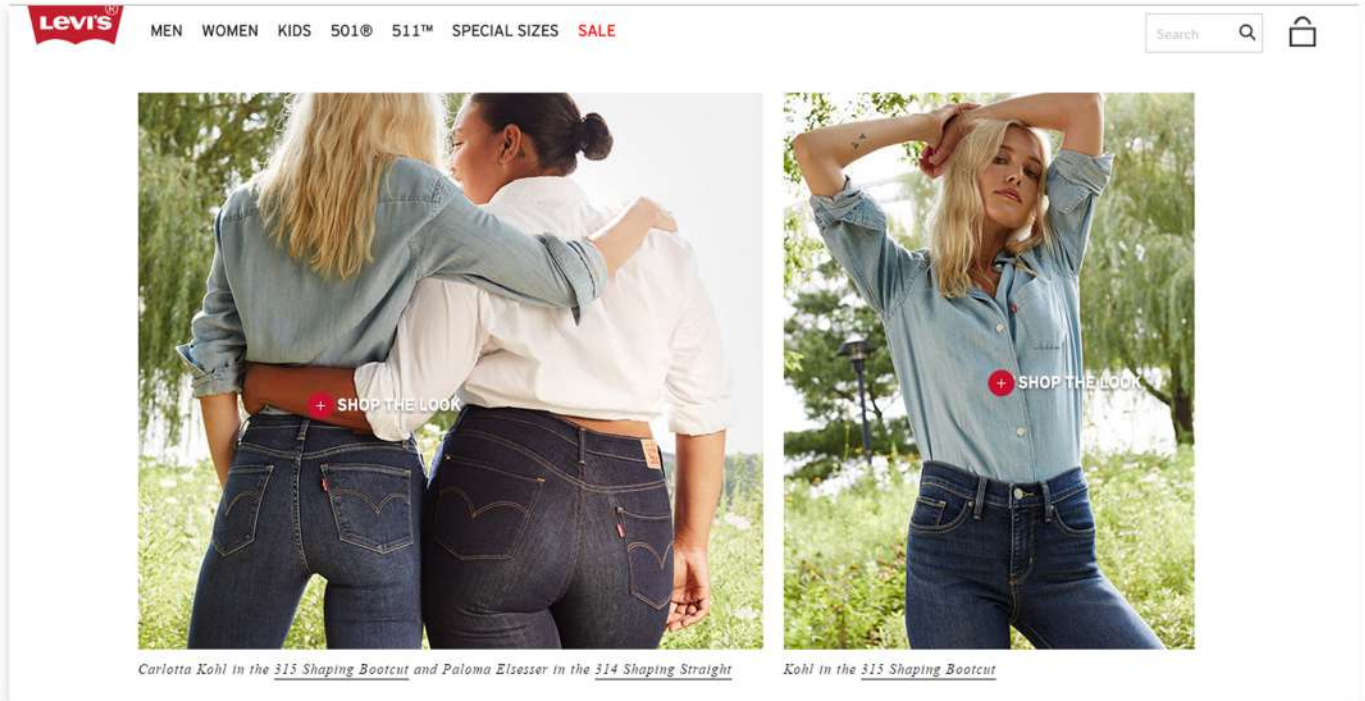 LEVI'S®
MEN WOMEN KIDS 501® 511™ SPECIAL SIZES SALE
Search
+ SHOP THE LOOK
+ SHOP THE LOOK
Carlotta Kohl in the 315 Shaping Bootcut and Paloma Elsesser in the 314 Shaping Straight
Kohl in the 315 Shaping Bootcut